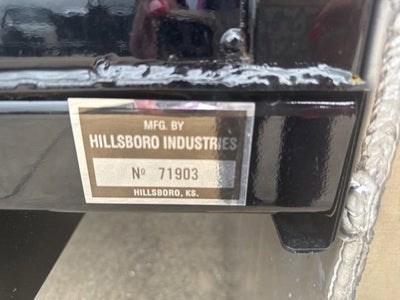 MFG. BY
HILLSBORO INDUSTRIES
Nº 71903
HILLSBORO, KS.